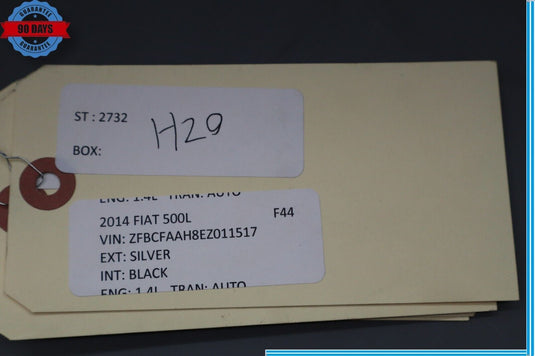 GUARANTEE
90 DAYS
GUARANTEE
ST : 2732
H29
BOX:
ENG: 1.4L TRAN: AUTO
2014 FIAT 500L F44
VIN: ZFBCFAAH8EZ011517
EXT: SILVER
INT: BLACK
ENG: 1.4L TRAN: AUTO